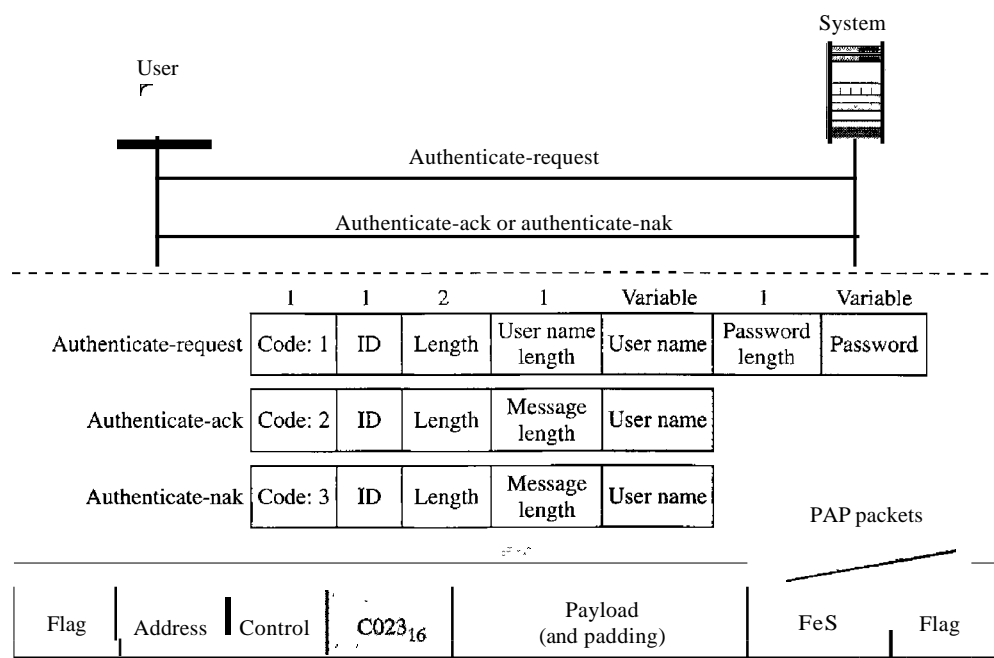 System
User
Authenticate-request
Authenticate-ack or authenticate-nak
1 1 2 1 Variable 1 Variable
Authenticate-request Code: 1 ID Length User name length User name Password length Password
Authenticate-ack Code: 2 ID Length Message length User name
Authenticate-nak Code: 3 ID Length Message length User name
PAP packets
Flag Address Control C023₁₆ Payload (and padding) FeS Flag